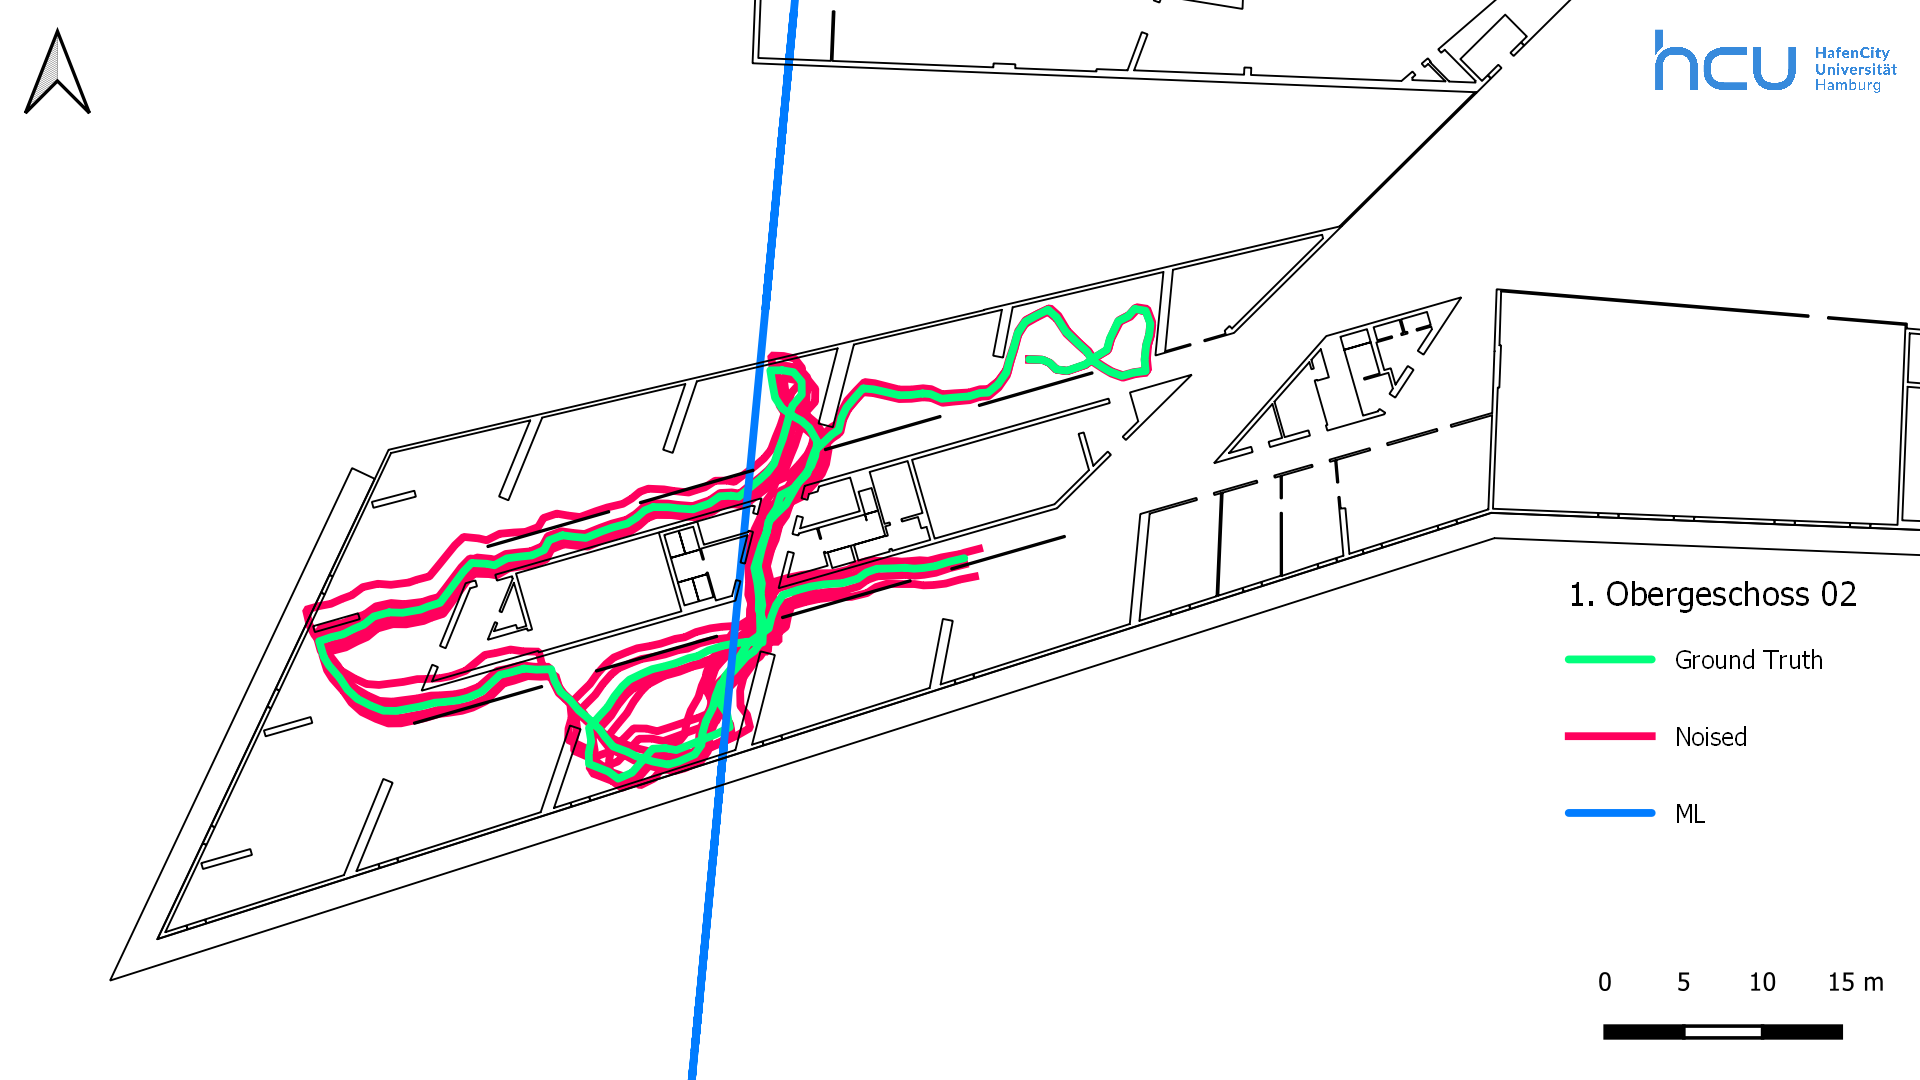 hcu
HafenCity
Universität
Hamburg
1. Obergeschoss 02
Ground Truth
Noised
ML
0 5 10 15 m